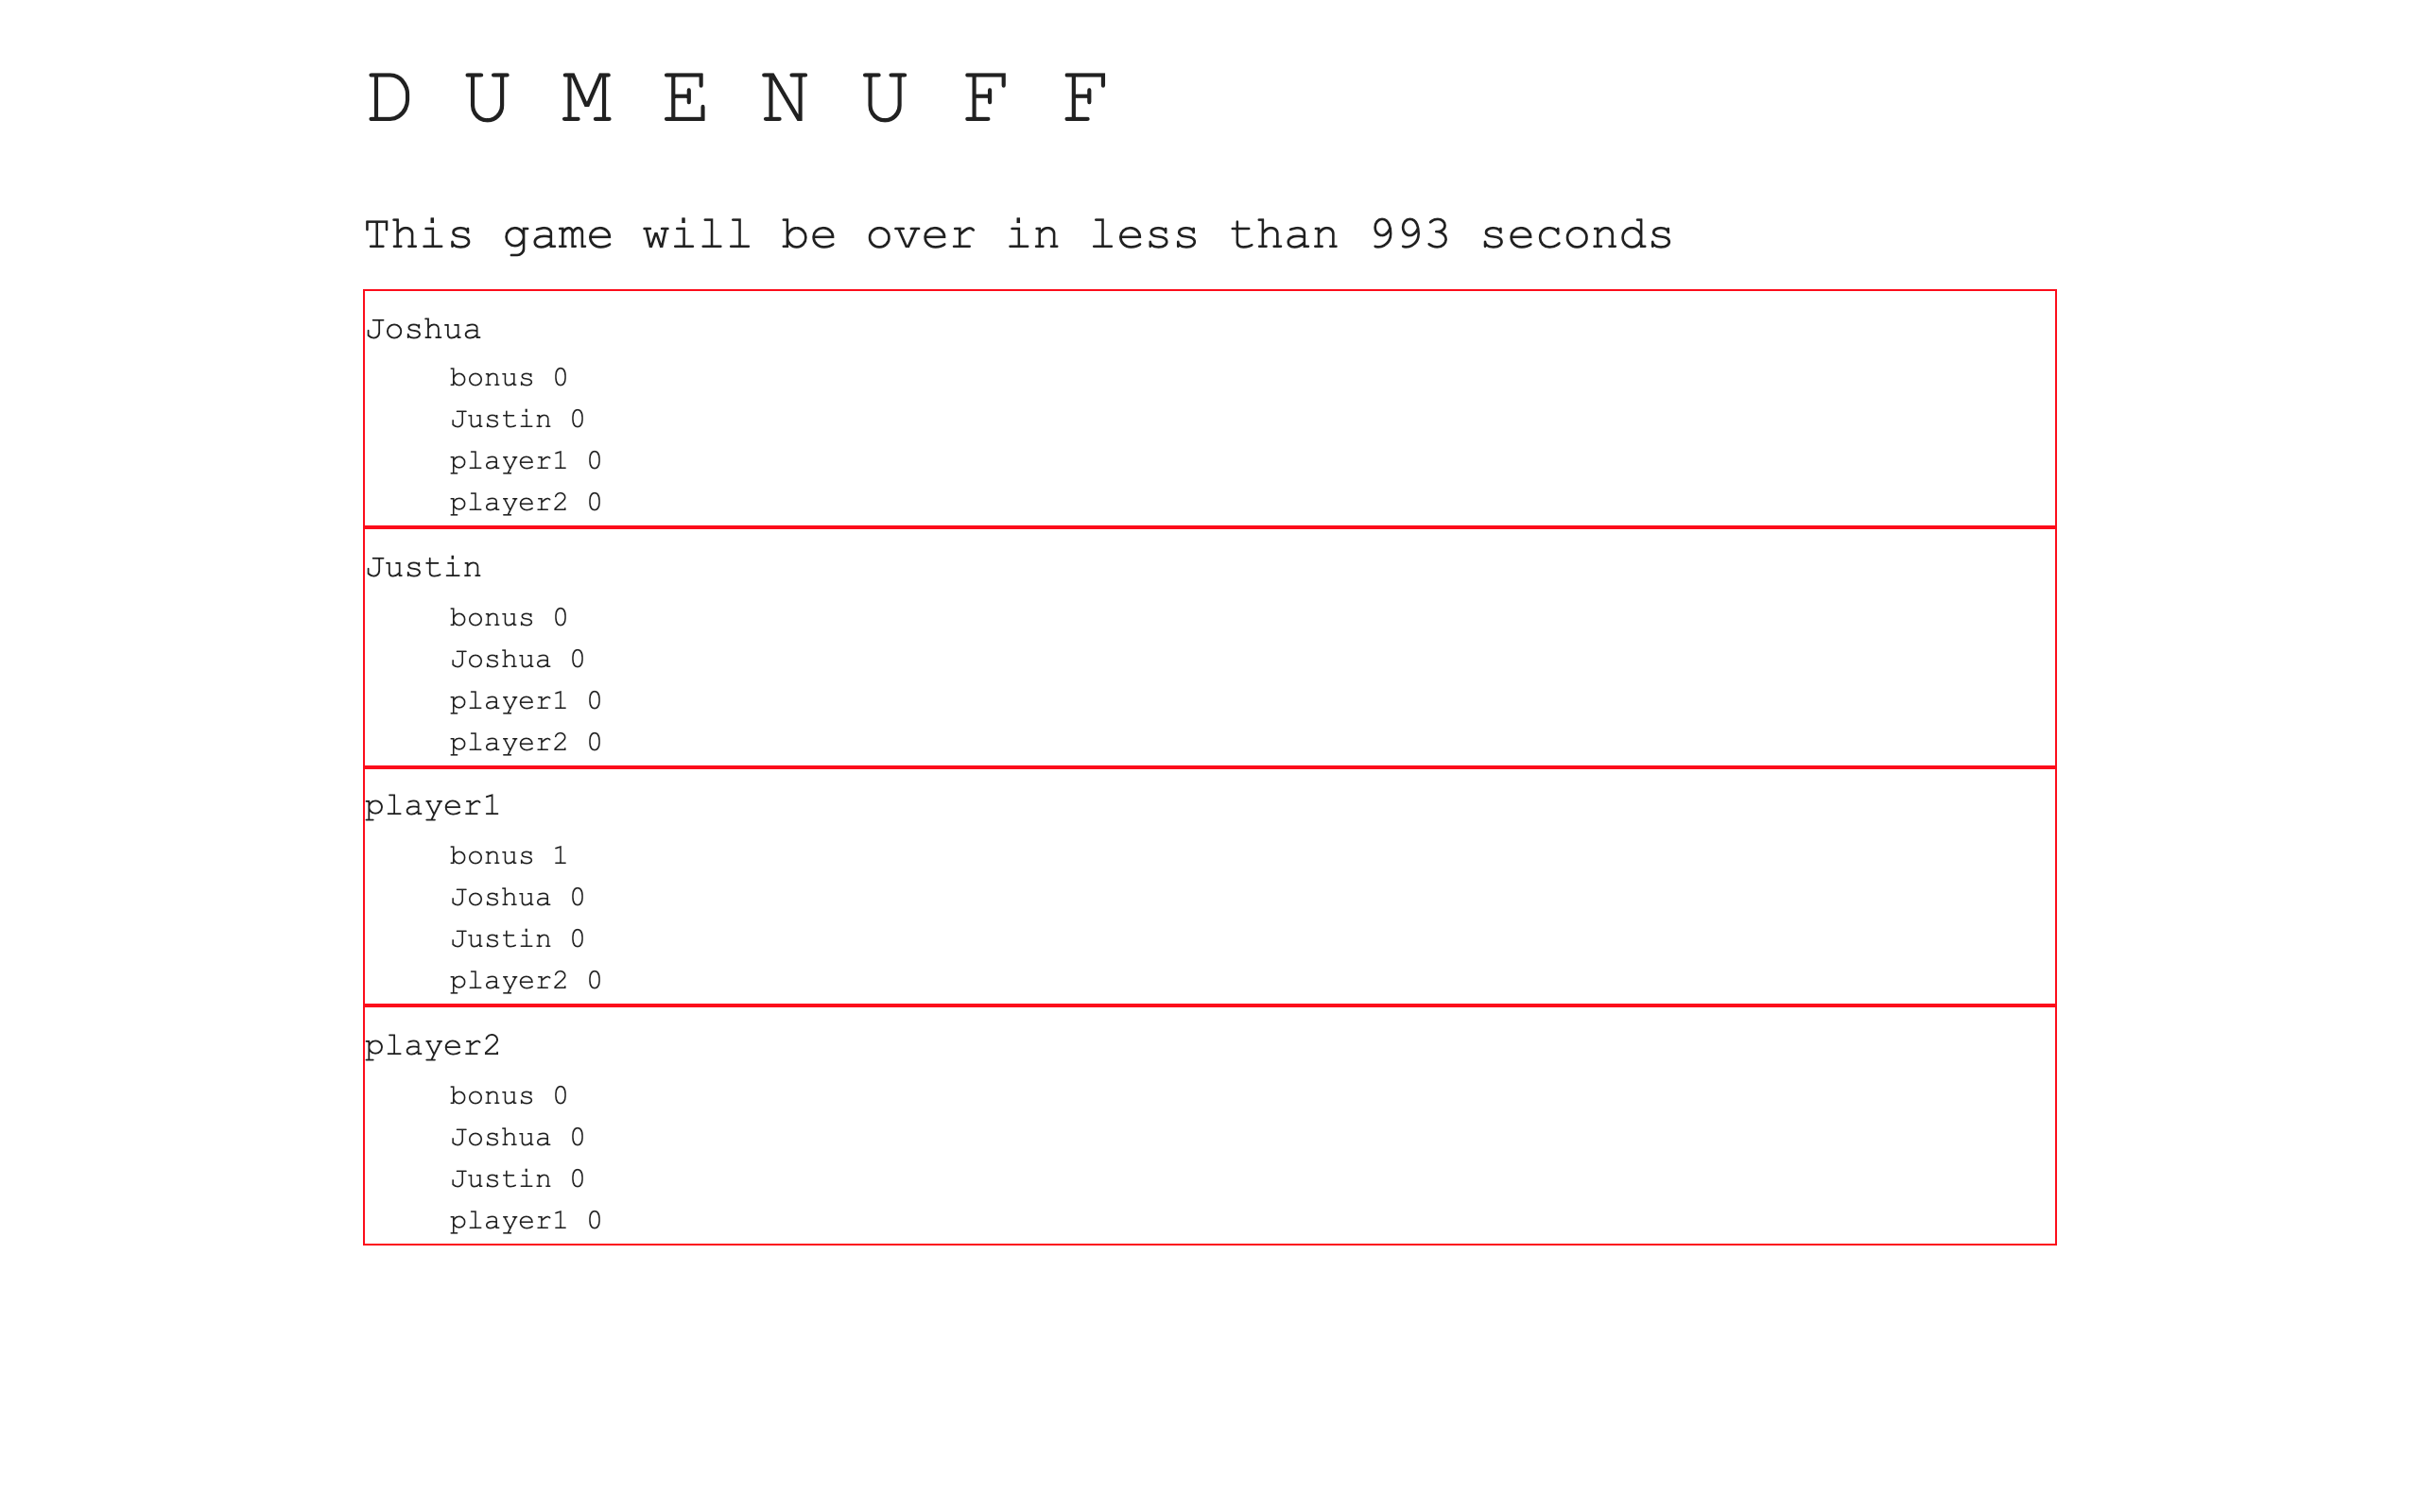 D U M E N U F F
This game will be over in less than 993 seconds
Joshua
bonus 0
Justin 0
player1 0
player2 0
Justin
bonus 0
Joshua 0
player1 0
player2 0
player1
bonus 1
Joshua 0
Justin 0
player2 0
player2
bonus 0
Joshua 0
Justin 0
player1 0